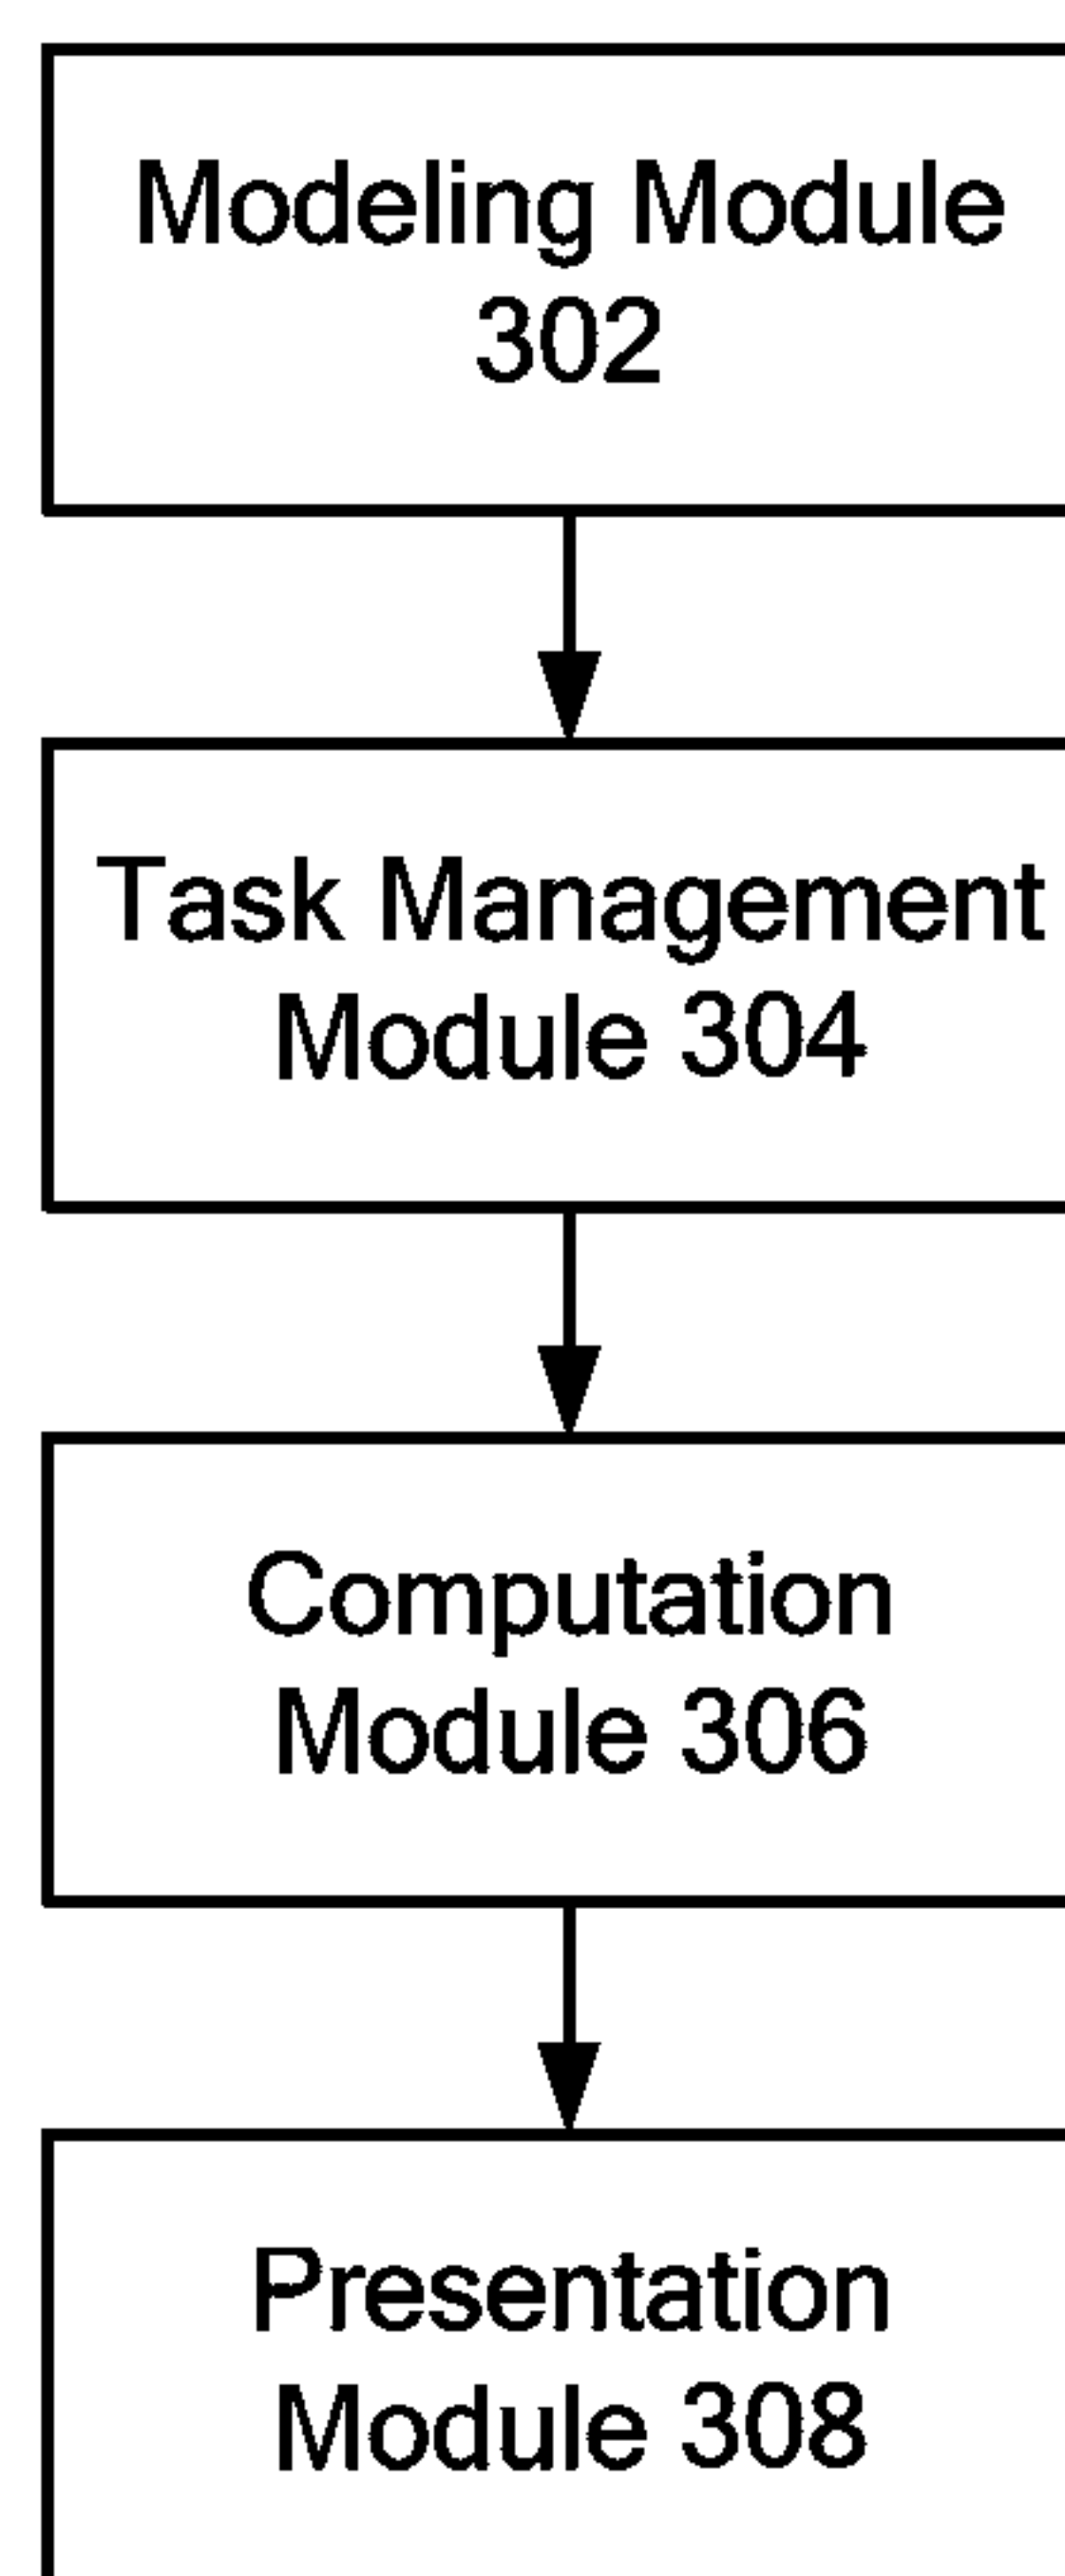 Modeling Module
302
Task Management
Module 304
Computation
Module 306
Presentation
Module 308